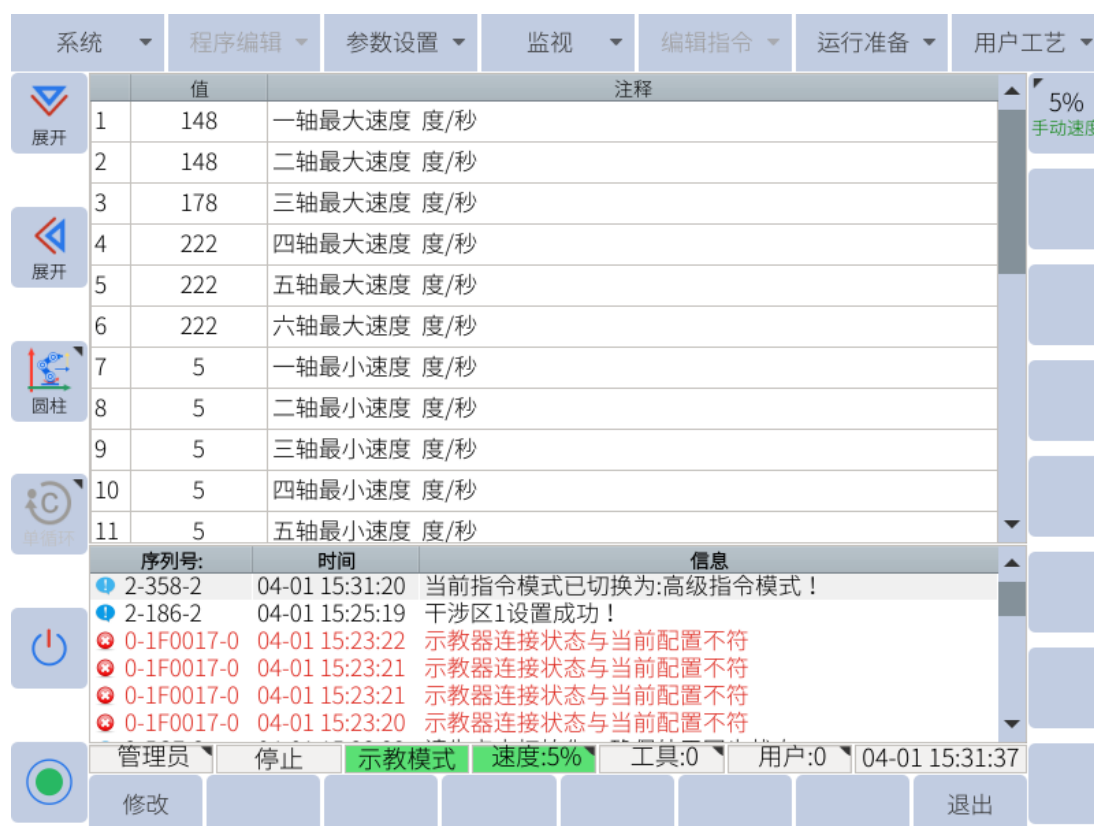 系统 程序编辑 参数设置 监视 编辑指令 运行准备 用户工艺
展开
展开
圆柱
单循环
5%
手动速度
值 注释
1 148 一轴最大速度 度/秒
2 148 二轴最大速度 度/秒
3 178 三轴最大速度 度/秒
4 222 四轴最大速度 度/秒
5 222 五轴最大速度 度/秒
6 222 六轴最大速度 度/秒
7 5 一轴最小速度 度/秒
8 5 二轴最小速度 度/秒
9 5 三轴最小速度 度/秒
10 5 四轴最小速度 度/秒
11 5 五轴最小速度 度/秒
序列号: 时间 信息
2-358-2 04-01 15:31:20 当前指令模式已切换为:高级指令模式！
2-186-2 04-01 15:25:19 干涉区1设置成功！
0-1F0017-0 04-01 15:23:22 示教器连接状态与当前配置不符
0-1F0017-0 04-01 15:23:21 示教器连接状态与当前配置不符
0-1F0017-0 04-01 15:23:21 示教器连接状态与当前配置不符
0-1F0017-0 04-01 15:23:20 示教器连接状态与当前配置不符
管理员 停止 示教模式 速度:5% 工具:0 用户:0 04-01 15:31:37
修改 退出